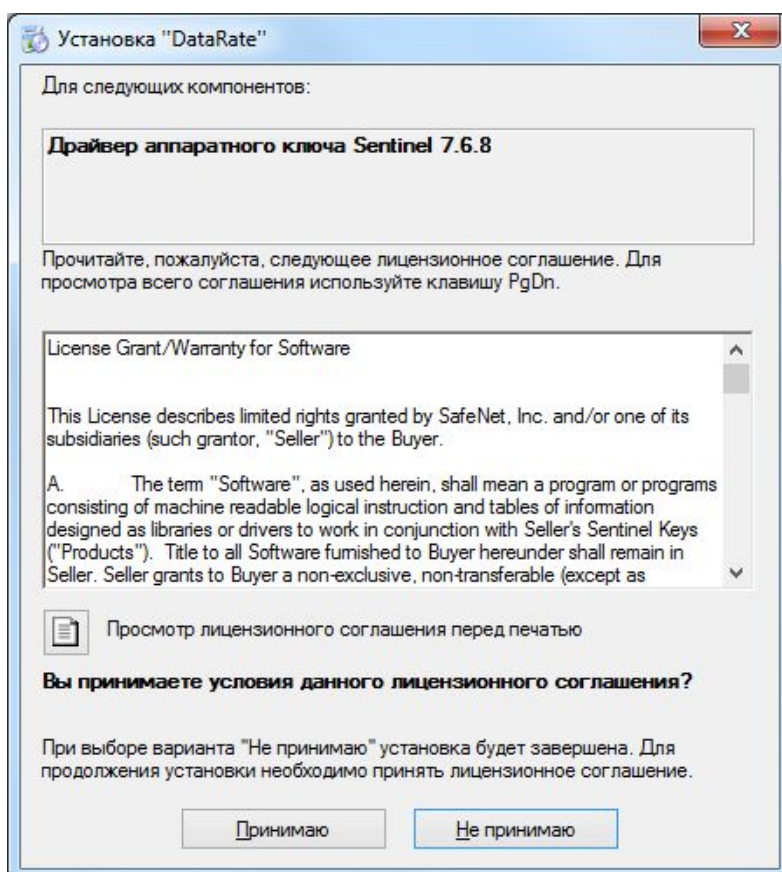 Установка "DataRate"
Для следующих компонентов:
Драйвер аппаратного ключа Sentinel 7.6.8
Прочитайте, пожалуйста, следующее лицензионное соглашение. Для
просмотра всего соглашения используйте клавишу PgDn.
License Grant/Warranty for Software
This License describes limited rights granted by SafeNet, Inc. and/or one of its
subsidiaries (such grantor, "Seller") to the Buyer.
A. The term "Software", as used herein, shall mean a program or programs
consisting of machine readable logical instruction and tables of information
designed as libraries or drivers to work in conjunction with Seller's Sentinel Keys
("Products"). Title to all Software furnished to Buyer hereunder shall remain in
Seller. Seller grants to Buyer a non-exclusive, non-transferable (except as
Просмотр лицензионного соглашения перед печатью
Вы принимаете условия данного лицензионного соглашения?
При выборе варианта "Не принимаю" установка будет завершена. Для
продолжения установки необходимо принять лицензионное соглашение.
Принимаю
Не принимаю